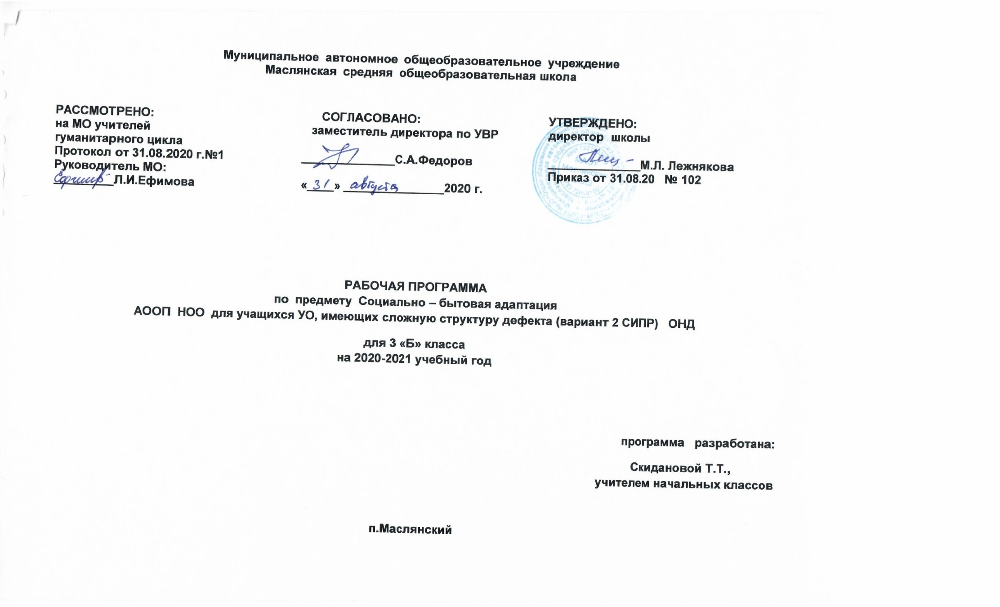 Муниципальное автономное общеобразовательное учреждение
Маслянская средняя общеобразовательная школа
РАССМОТРЕНО:
на МО учителей
гуманитарного цикла
Протокол от 31.08.2020 г.№1
Руководитель МО:
__________Л.И.Ефимова
СОГЛАСОВАНО:
заместитель директора по УВР
_______________С.А.Федоров
«31» августа 2020 г.
УТВЕРЖДЕНО:
директор школы
_______________М.Л. Лежнякова
Приказ от 31.08.20 № 102
РАБОЧАЯ ПРОГРАММА
по предмету Социально – бытовая адаптация
АООП НОО для учащихся УО, имеющих сложную структуру дефекта (вариант 2 СИПР) ОНД
для 3 «Б» класса
на 2020-2021 учебный год
программа разработана:
Скидановой Т.Т.,
учителем начальных классов
п.Маслянский